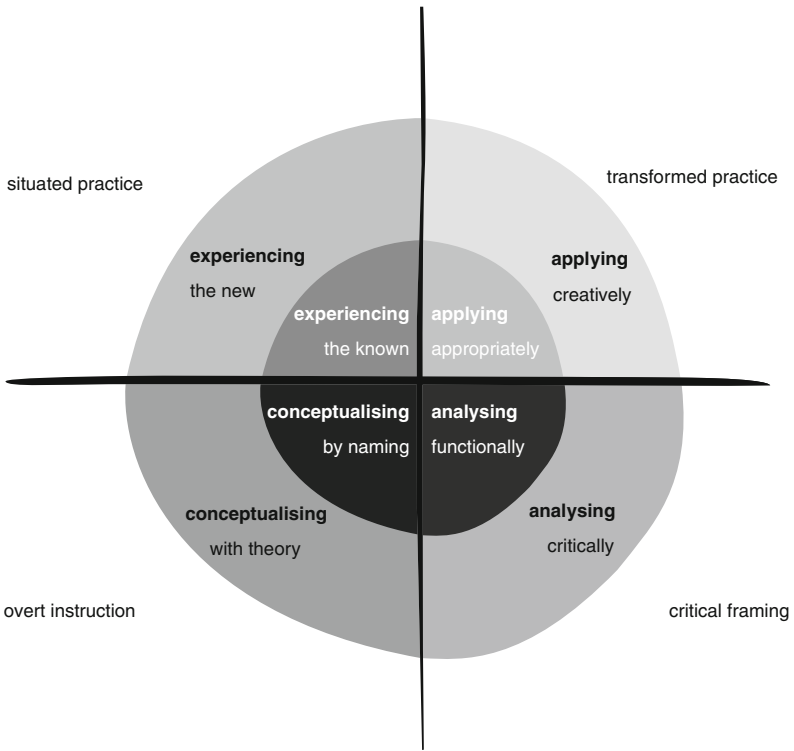 situated practice
transformed practice
experiencing
the new
applying
creatively
experiencing
the known
applying
appropriately
conceptualising
by naming
analysing
functionally
conceptualising
with theory
analysing
critically
overt instruction
critical framing